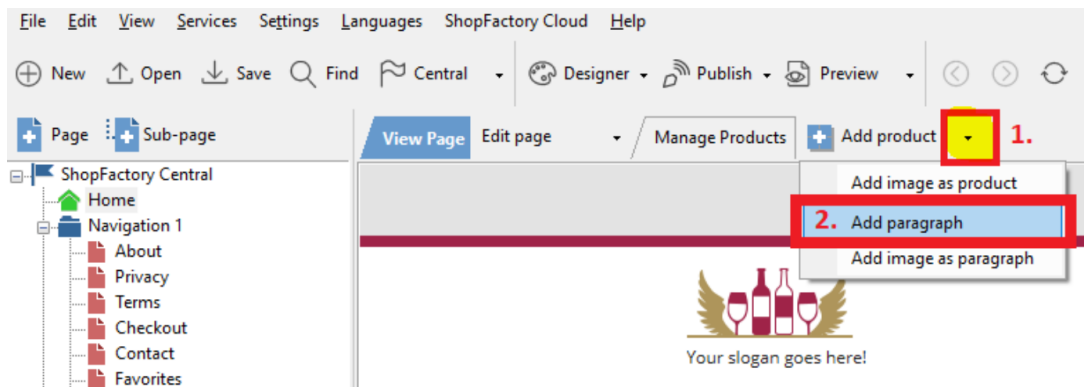 File Edit View Services Settings Languages ShopFactory Cloud Help
New Open Save Find Central Designer Publish Preview
Page Sub-page View Page Edit page Manage Products Add product 1.
ShopFactory Central
Home
Navigation 1
About
Privacy
Terms
Checkout
Contact
Favorites
Add image as product
2. Add paragraph
Add image as paragraph
Your slogan goes here!